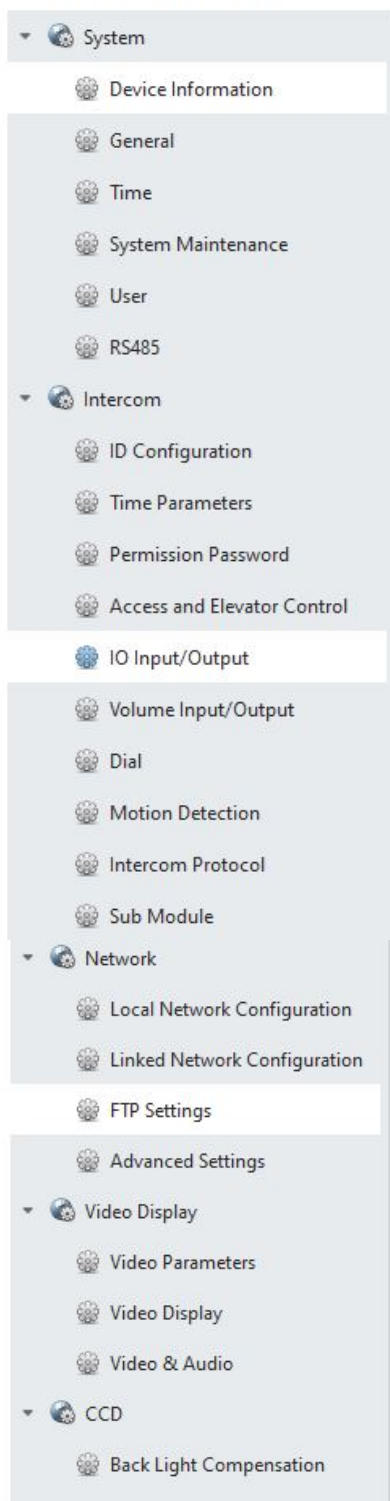 System
Device Information
General
Time
System Maintenance
User
RS485
Intercom
ID Configuration
Time Parameters
Permission Password
Access and Elevator Control
IO Input/Output
Volume Input/Output
Dial
Motion Detection
Intercom Protocol
Sub Module
Network
Local Network Configuration
Linked Network Configuration
FTP Settings
Advanced Settings
Video Display
Video Parameters
Video Display
Video & Audio
CCD
Back Light Compensation